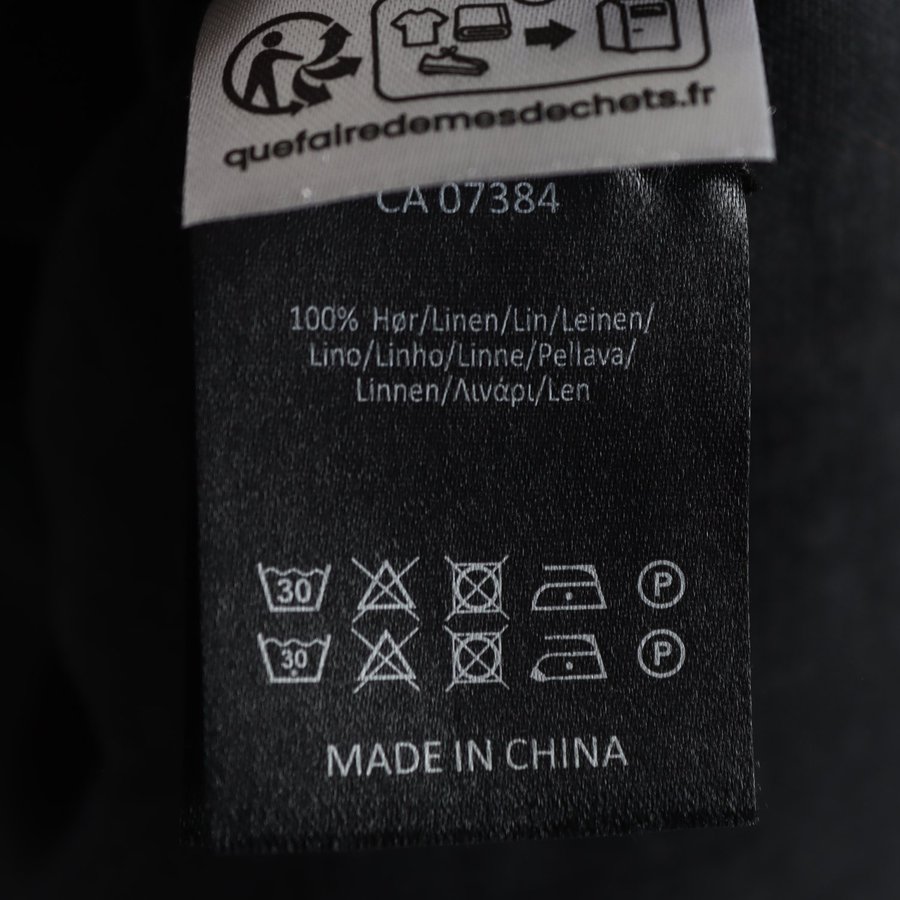 quefairedemesdechets.fr
CA 07384
100% Hør/Linen/Lin/Leinen/
Lino/Linho/Linne/Pellava/
Linnen/Λινάρι/Len
30 P
30 P
MADE IN CHINA